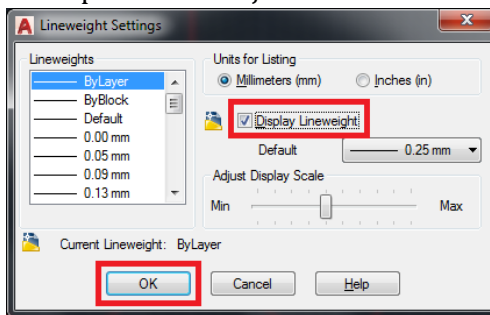 Lineweight Settings
Lineweights
ByLayer
ByBlock
Default
0.00 mm
0.05 mm
0.09 mm
0.13 mm
Units for Listing
Millimeters (mm)
Inches (in)
Display Lineweight
Default
0.25 mm
Adjust Display Scale
Min
Max
Current Lineweight: ByLayer
OK
Cancel
Help